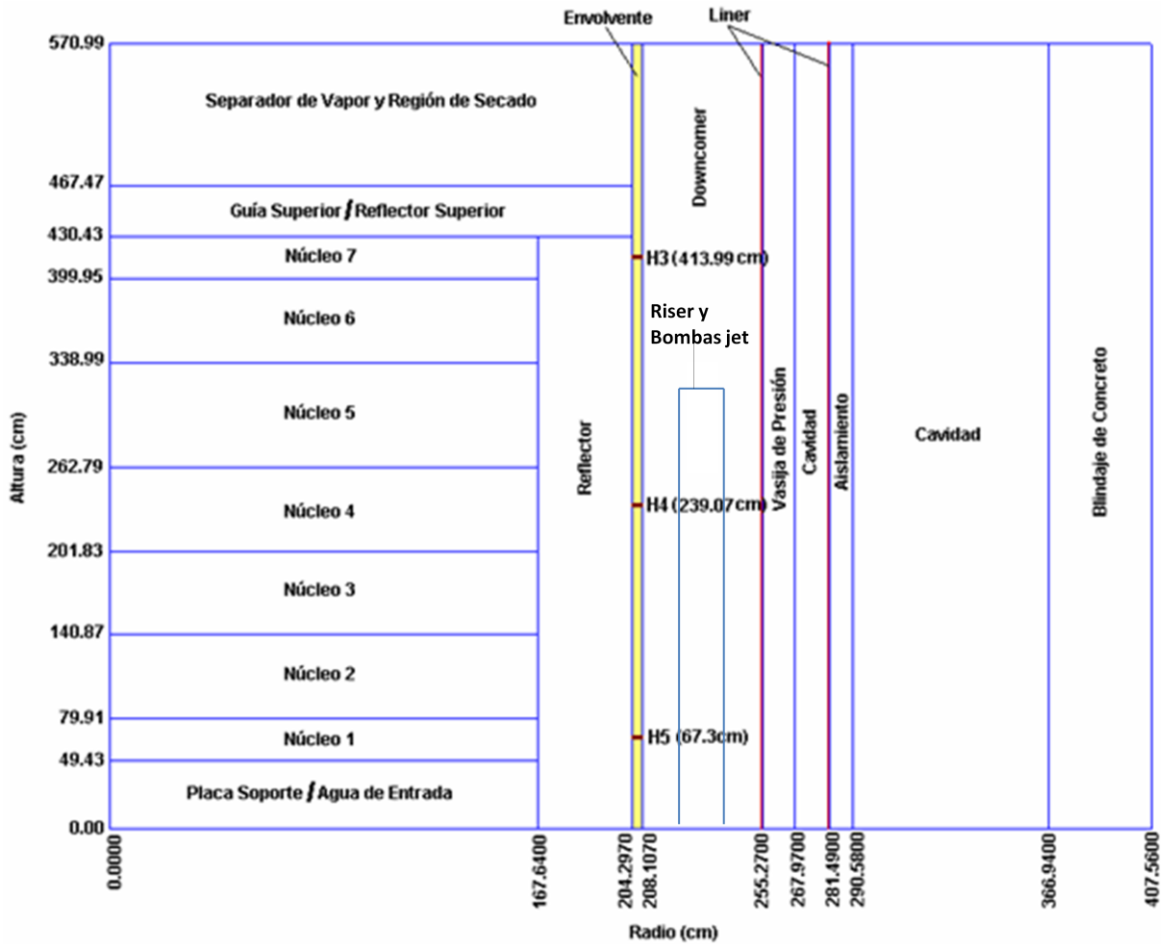 Envolvente
Liner
570.99
Separador de Vapor y Región de Secado
Downcomer
467.47
Guía Superior / Reflector Superior
430.43
Núcleo 7
H3 (413.99 cm)
399.95
Núcleo 6
Riser y
Bombas jet
338.99
Núcleo 5
Reflector
Vasija de Presión
Cavidad
Aislamiento
Cavidad
Blindaje de Concreto
Altura (cm)
262.79
Núcleo 4
H4 (239.07 cm)
201.83
Núcleo 3
140.87
Núcleo 2
79.91
Núcleo 1
H5 (67.3cm)
49.43
Placa Soporte / Agua de Entrada
0.00
0.0000
167.6400
204.2970
208.1070
255.2700
267.9700
281.4900
290.5800
366.9400
407.5600
Radio (cm)